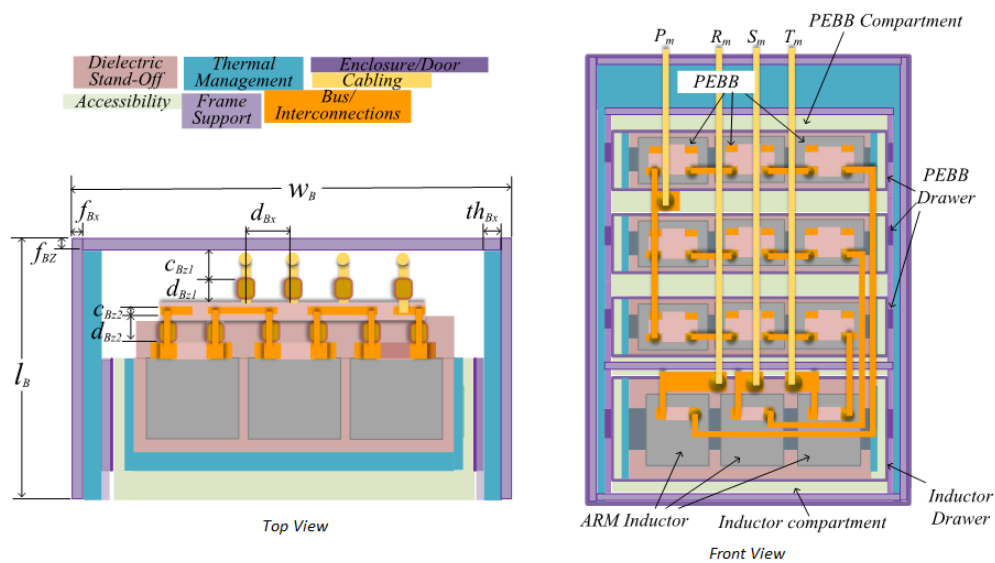 Dielectric
Stand-Off
Thermal
Management
Enclosure/Door
Cabling
Accessibility
Frame
Support
Bus/
Interconnections
w_B
f_Bx
d_Bx
th_Bx
f_BZ
c_Bz1
d_Bz1
c_Bz2
d_Bz2
l_B
Top View
P_m
R_m
S_m
T_m
PEBB Compartment
PEBB
PEBB
Drawer
ARM Inductor
Inductor compartment
Inductor
Drawer
Front View